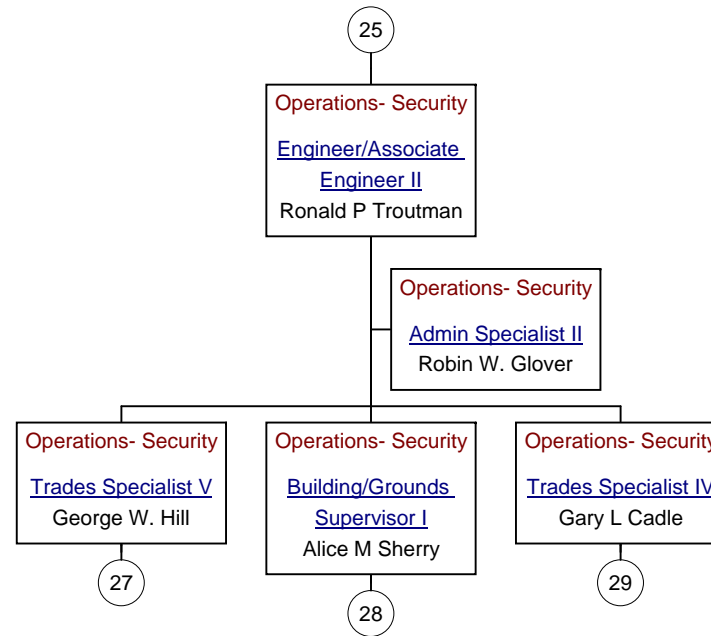 25
Operations- Security
Engineer/Associate
Engineer II
Ronald P Troutman
Operations- Security
Admin Specialist II
Robin W. Glover
Operations- Security
Trades Specialist V
George W. Hill
27
Operations- Security
Building/Grounds
Supervisor I
Alice M Sherry
28
Operations- Security
Trades Specialist IV
Gary L Cadle
29